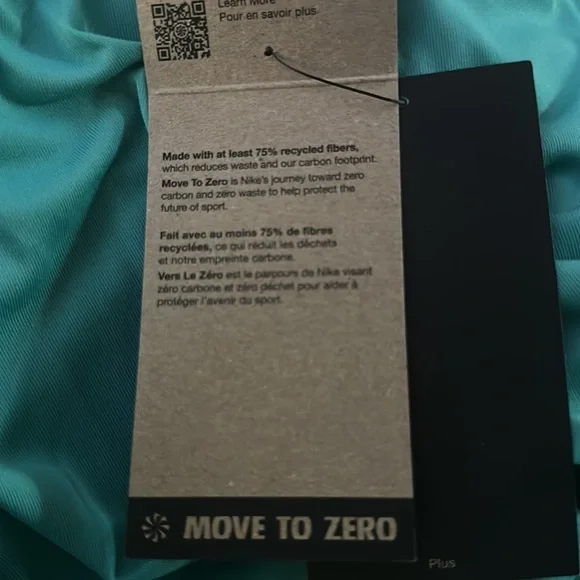 Learn More
Pour en savoir plus
Made with at least 75% recycled fibers,
which reduces waste and our carbon footprint.
Move To Zero is Nike's journey toward zero
carbon and zero waste to help protect the
future of sport.
Fait avec au moins 75% de fibres
recyclées, ce qui réduit les déchets
et notre empreinte carbone.
Vers Le Zéro est le parcours de Nike visant
zéro carbone et zéro déchet pour aider à
protéger l'avenir du sport.
MOVE TO ZERO
Plus